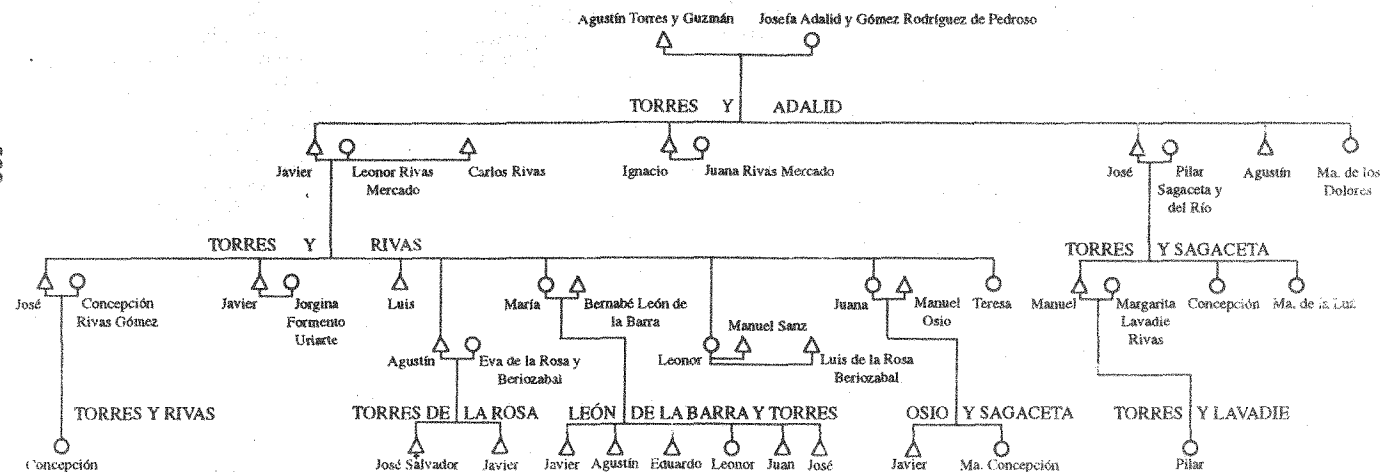 Agustín Torres y Guzmán Josefa Adalid y Gómez Rodríguez de Pedroso
TORRES Y ADALID
Javier Leonor Rivas Mercado Carlos Rivas Ignacio Juana Rivas Mercado José Pilar Sagaceta y del Río Agustín Ma. de los Dolores
TORRES Y RIVAS TORRES Y SAGACETA
José Concepción Rivas Gómez Javier Jorgina Formento Uriarte Luis María Bernabé León de la Barra Juana Manuel Osio Teresa Manuel Margarita Lavadie Rivas Concepción Ma. de la Luz
Agustín Eva de la Rosa y Beriozabal Leonor Manuel Sanz Luis de la Rosa Beriozabal
TORRES Y RIVAS TORRES DE LA ROSA LEÓN DE LA BARRA Y TORRES OSIO Y SAGACETA TORRES Y LAVADIE
Concepción José Salvador Javier Javier Agustín Eduardo Leonor Juan José Javier Ma. Concepción Pilar